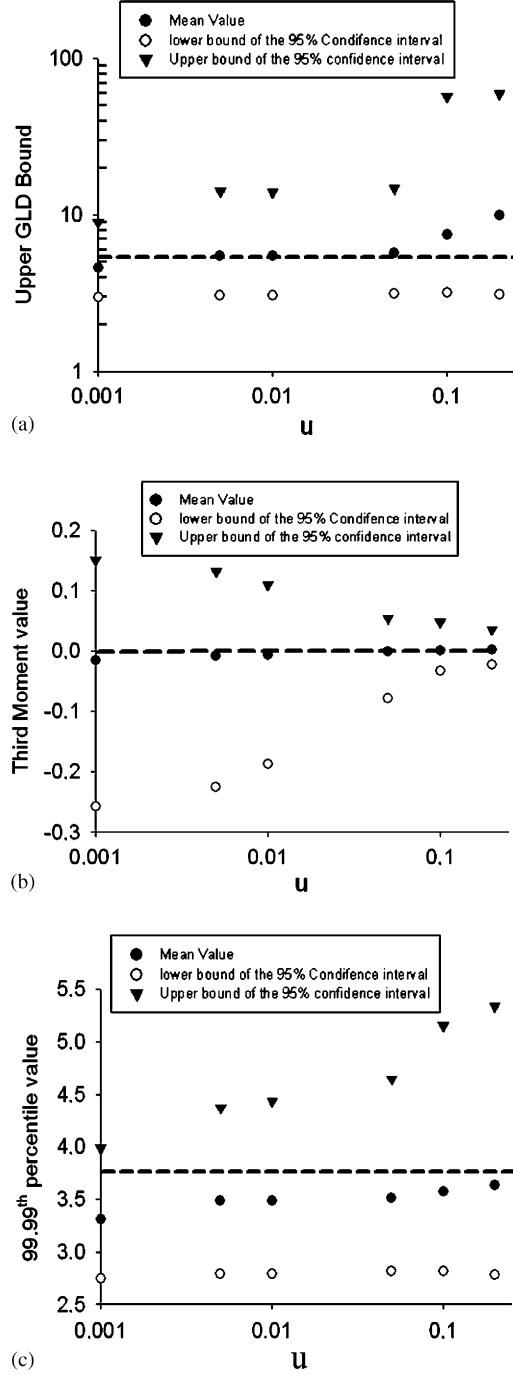 Mean Value
lower bound of the 95% Condifence interval
Upper bound of the 95% confidence interval
100
10
1
Upper GLD Bound
0.001 0.01 0.1
u
(a)
Mean Value
lower bound of the 95% Condifence interval
Upper bound of the 95% confidence interval
0.2
0.1
0.0
-0.1
-0.2
-0.3
Third Moment value
0.001 0.01 0.1
u
(b)
Mean Value
lower bound of the 95% Condifence interval
Upper bound of the 95% confidence interval
5.5
5.0
4.5
4.0
3.5
3.0
2.5
99.99th percentile value
0.001 0.01 0.1
u
(c)